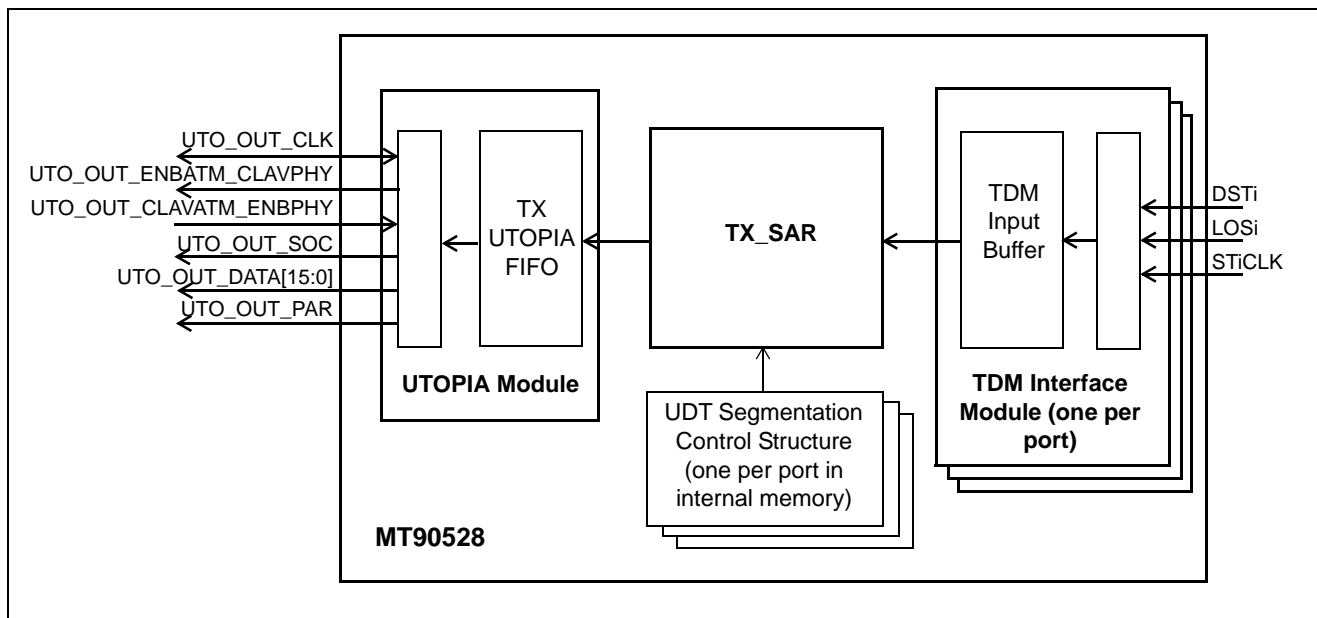 UTO_OUT_CLK
UTO_OUT_ENBATM_CLAVPHY
UTO_OUT_CLAVATM_ENBPHY
UTO_OUT_SOC
UTO_OUT_DATA[15:0]
UTO_OUT_PAR
TX
UTOPIA
FIFO
UTOPIA Module
TX_SAR
UDT Segmentation
Control Structure
(one per port in
internal memory)
TDM
Input
Buffer
TDM Interface
Module (one per
port)
DSTi
LOSi
STiCLK
MT90528